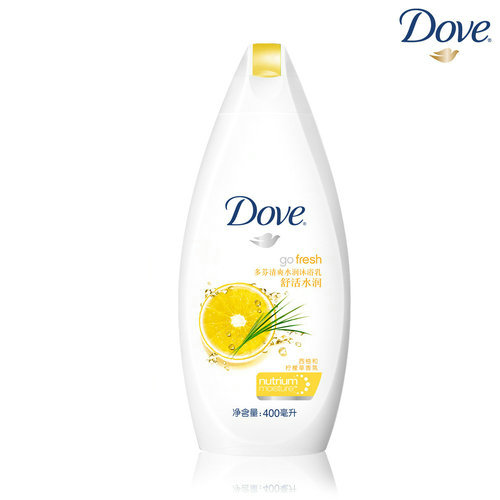 Dove
Dove
go fresh
多芬清爽水润沐浴乳
舒活水润
西柚和
柠檬草香氛
nutrium
moisture
净含量:400毫升